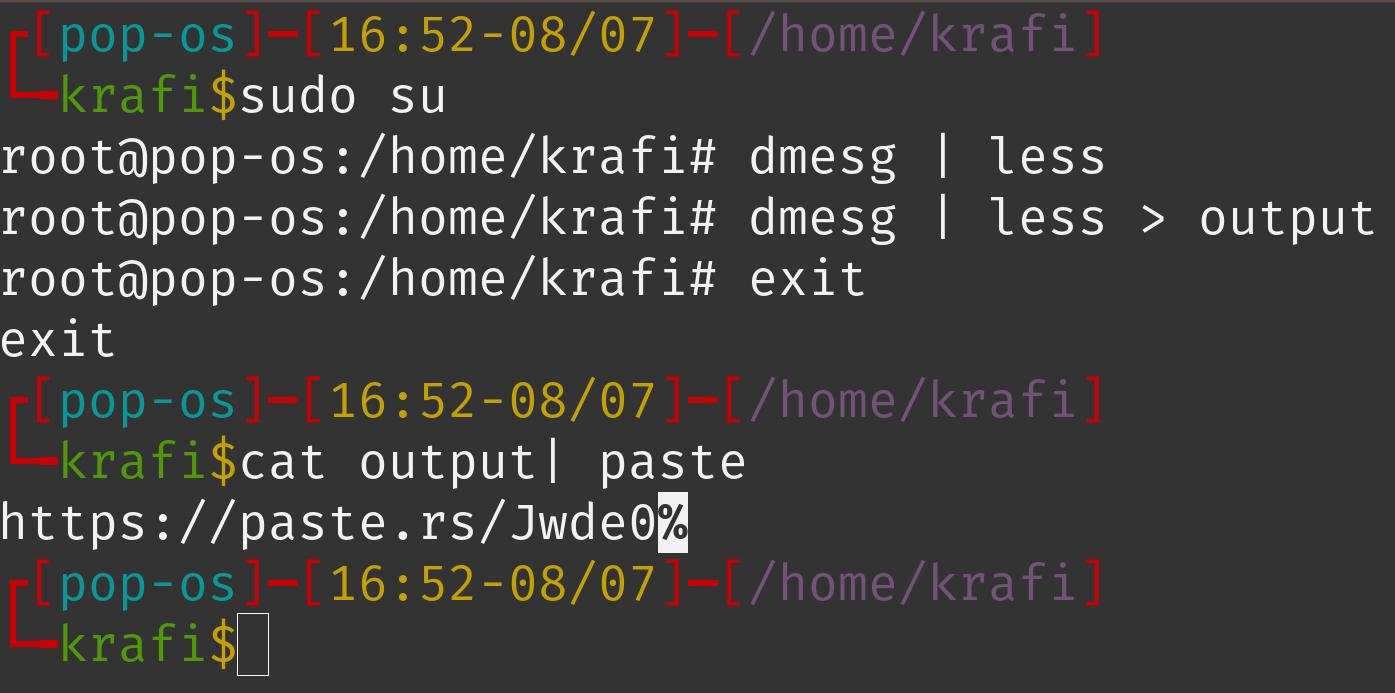 ┌[pop-os]─[16:52-08/07]─[/home/krafi]
└─krafi$sudo su
root@pop-os:/home/krafi# dmesg | less
root@pop-os:/home/krafi# dmesg | less > output
root@pop-os:/home/krafi# exit
exit
┌[pop-os]─[16:52-08/07]─[/home/krafi]
└─krafi$cat output| paste
https://paste.rs/Jwde0%
┌[pop-os]─[16:52-08/07]─[/home/krafi]
└─krafi$